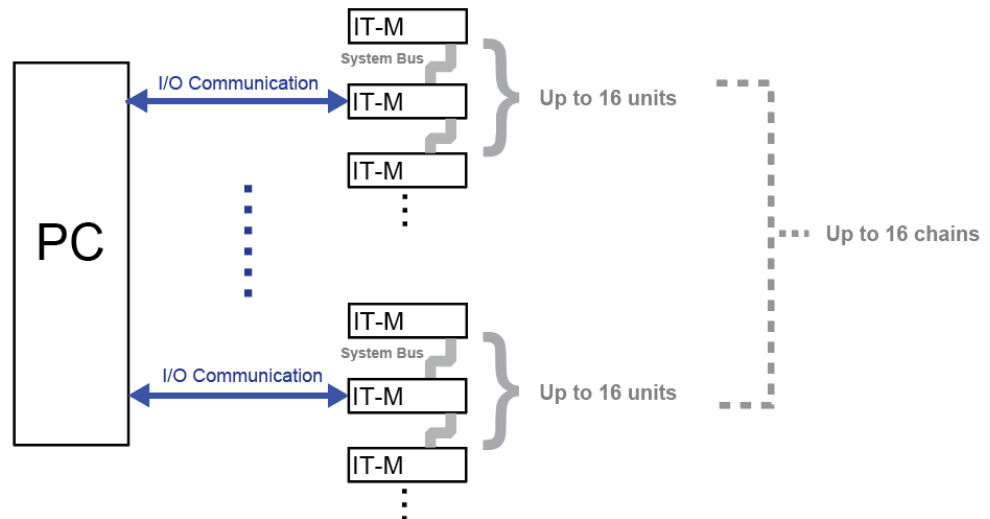 IT-M
System Bus
I/O Communication
IT-M
Up to 16 units
IT-M
PC
Up to 16 chains
IT-M
System Bus
I/O Communication
IT-M
Up to 16 units
IT-M